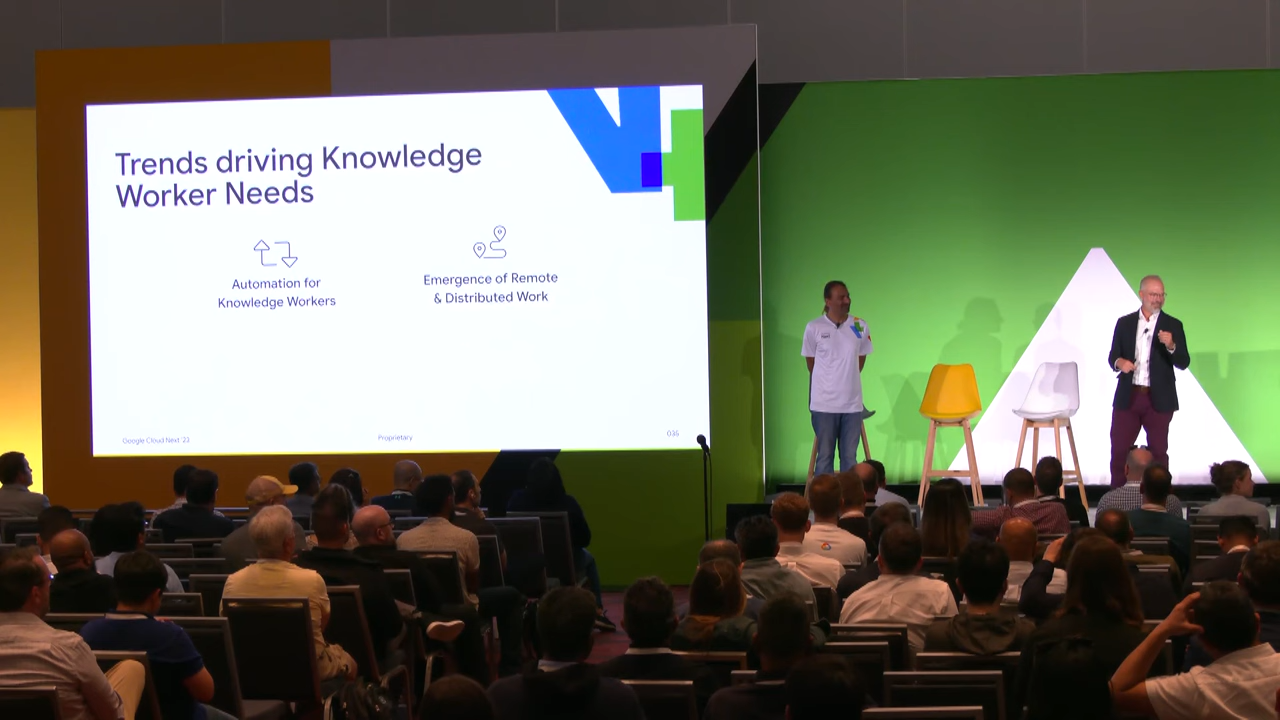 Trends driving Knowledge
Worker Needs
Automation for
Knowledge Workers
Emergence of Remote
& Distributed Work
Google Cloud Next '23
Proprietary
035